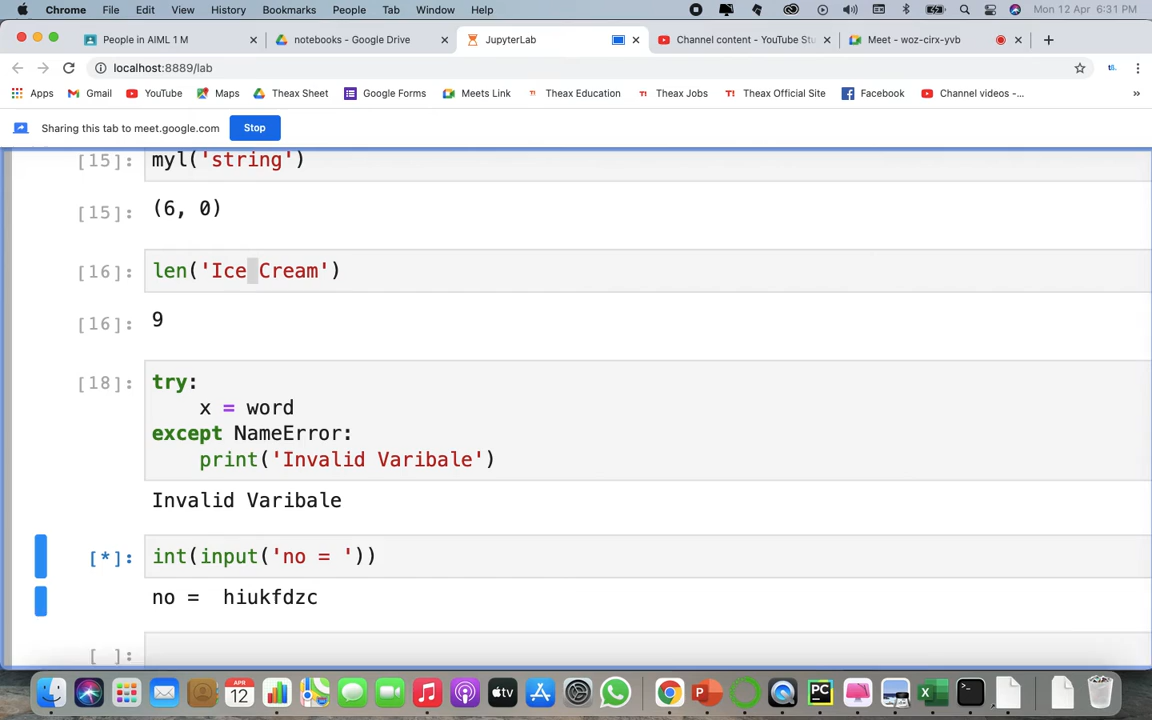 Chrome File Edit View History Bookmarks People Tab Window Help Mon 12 Apr 6:31 PM
People in AIML 1 M notebooks - Google Drive JupyterLab Channel content - YouTube Stu Meet - woz-cirx-yvb
localhost:8889/lab
Apps Gmail YouTube Maps Theax Sheet Google Forms Meets Link Theax Education Theax Jobs Theax Official Site Facebook Channel videos -... »
Sharing this tab to meet.google.com Stop
[15]: myl('string')
[15]: (6, 0)
[16]: len('Ice Cream')
[16]: 9
[18]: try:
x = word
except NameError:
print('Invalid Varibale')
Invalid Varibale
[*]: int(input('no = '))
no = hiukfdzc
[ ]:
APR
12
P
PC
X
>_